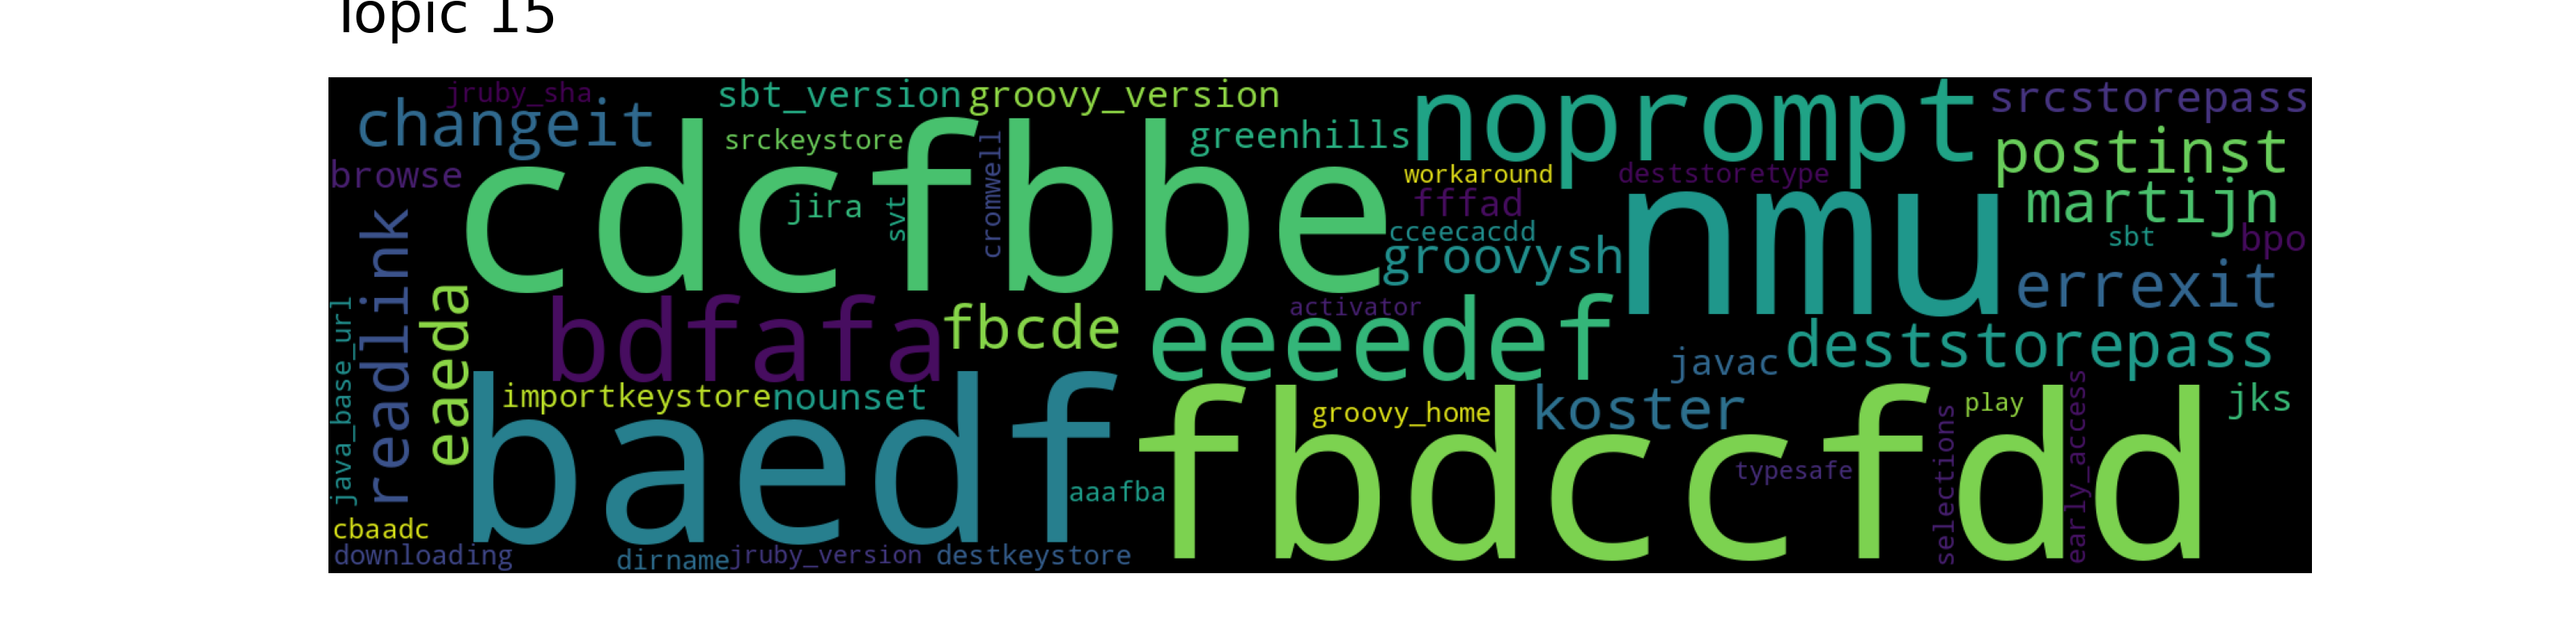 Topic 15
jruby_sha
sbt_version
groovy_version
noprompt
srcstorepass
changeit
srckeystore
cromwell
greenhills
postinst
browse
cdcfbbe
workaround
deststoretype
jira
svt
fffad
nmu
martijn
cceecacdd
sbt
bpo
readlink
groovysh
errexit
java_base_url
eaeda
bdfafa
fbcde
eeeedef
activator
javac
deststorepass
importkeystore
nounset
groovy_home
koster
play
jks
baedf
fbdccfdd
typesafe
selections
early_access
aaafba
cbaadc
downloading
dirname
jruby_version
destkeystore